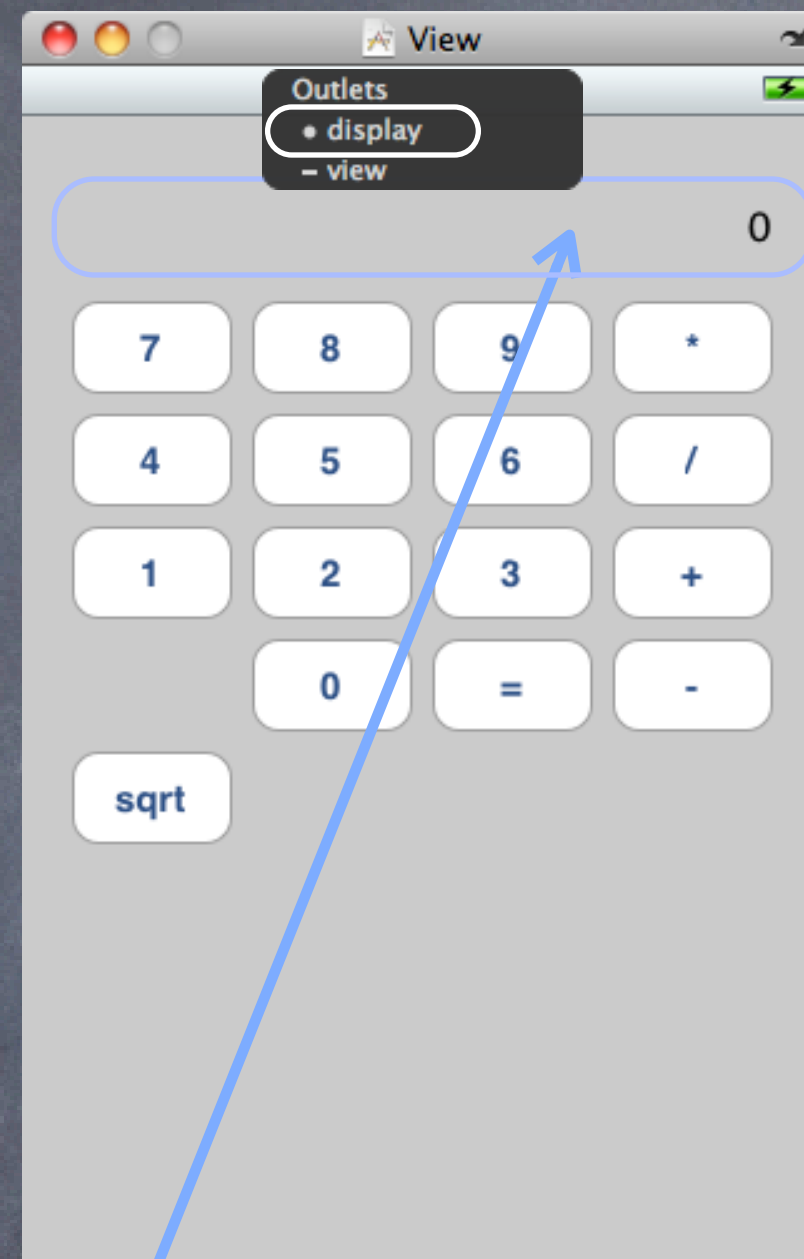 View
Outlets
• display
– view
0
7 8 9 *
4 5 6 /
1 2 3 +
0 = -
sqrt